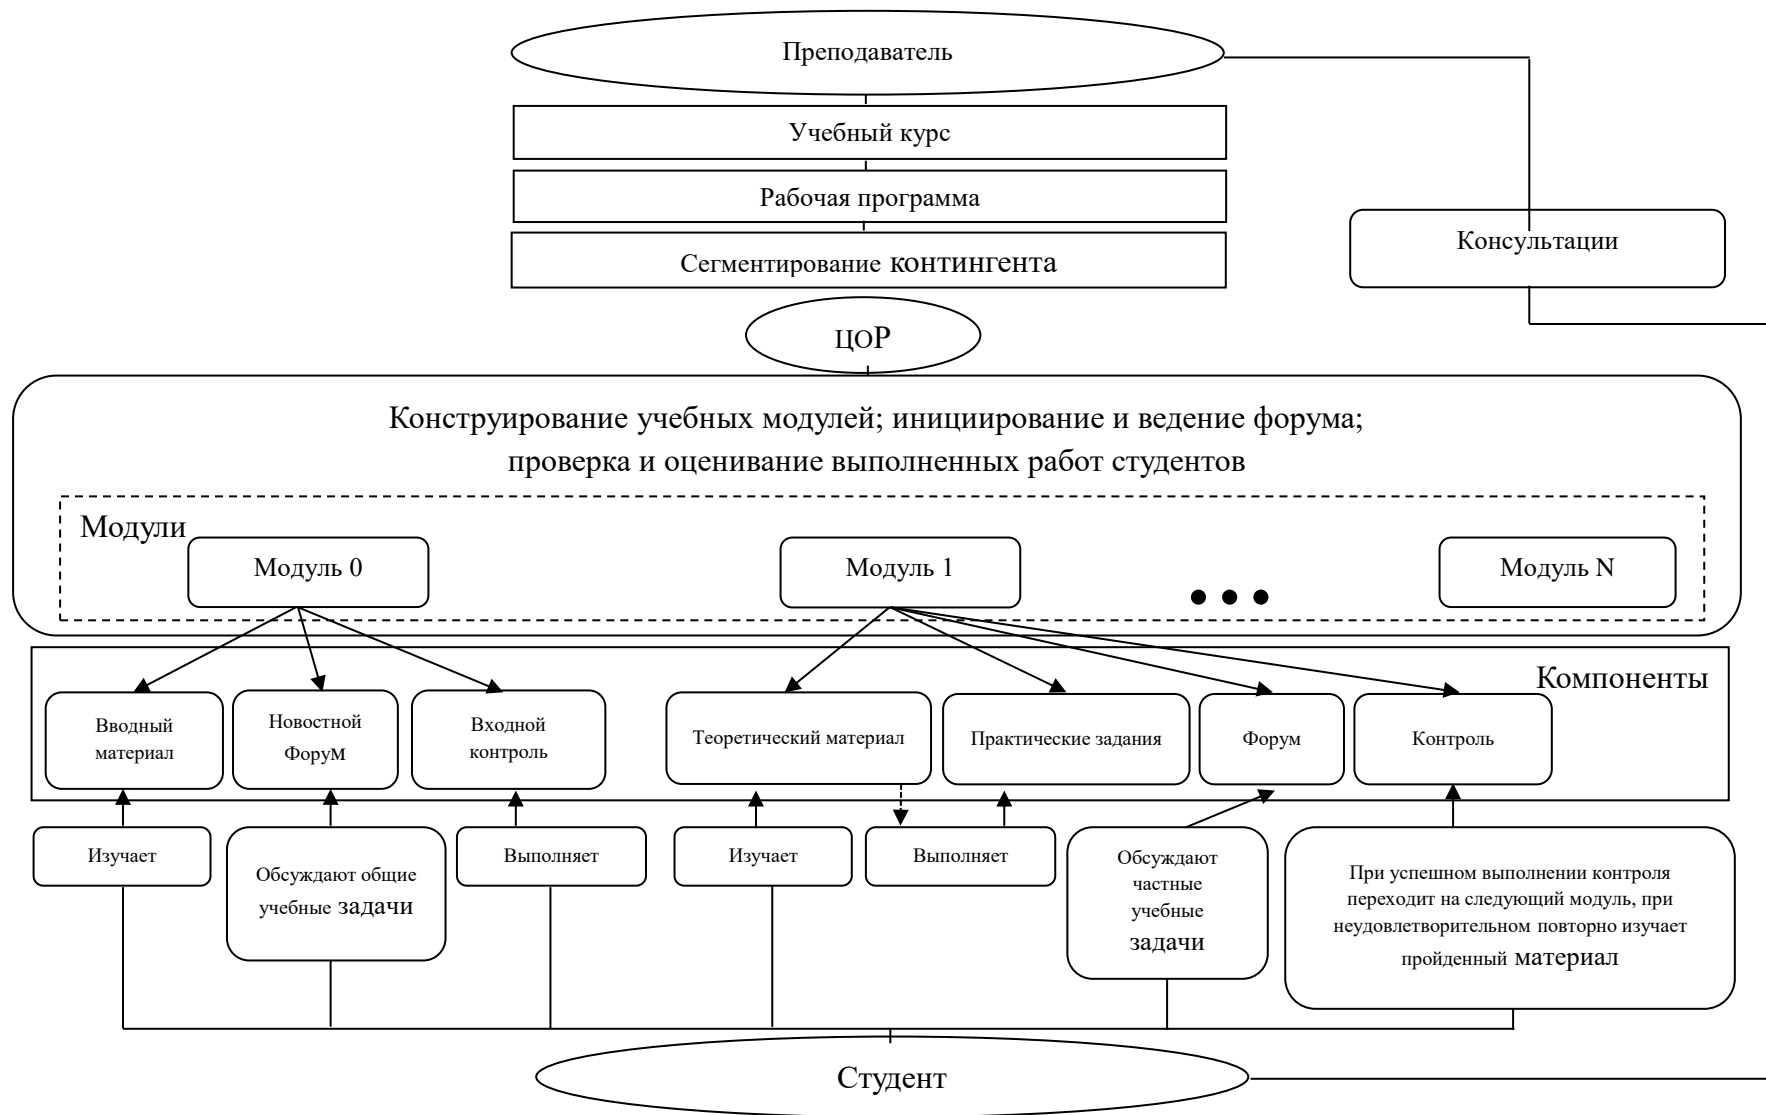 Преподаватель
Учебный курс
Рабочая программа
Сегментирование контингента
Консультации
ЦОР
Конструирование учебных модулей; инициирование и ведение форума;
проверка и оценивание выполненных работ студентов
Модули
Модуль 0
Модуль 1
•••
Модуль N
Компоненты
Вводный
материал
Новостной
Форум
Входной
контроль
Теоретический материал
Практические задания
Форум
Контроль
Изучает
Обсуждают общие
учебные задачи
Выполняет
Изучает
Выполняет
Обсуждают
частные
учебные
задачи
При успешном выполнении контроля
переходит на следующий модуль, при
неудовлетворительном повторно изучает
пройденный материал
Студент